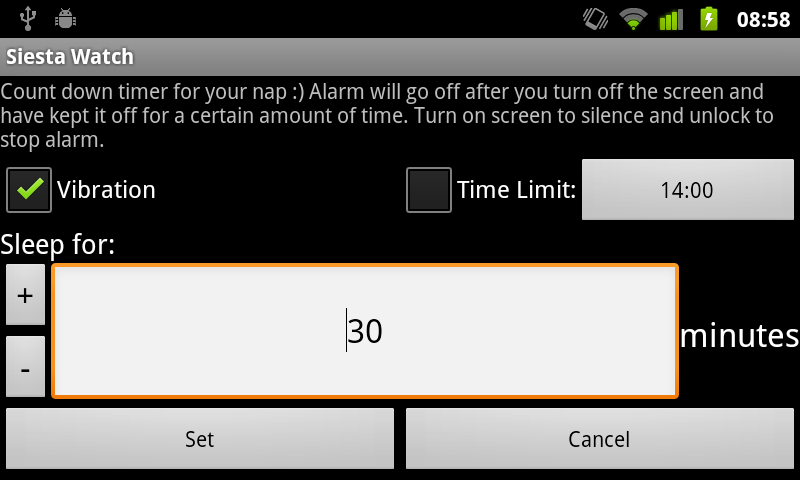 08:58
Siesta Watch
Count down timer for your nap :) Alarm will go off after you turn off the screen and
have kept it off for a certain amount of time. Turn on screen to silence and unlock to
stop alarm.
Vibration
Time Limit:
14:00
Sleep for:
+
30
minutes
-
Set
Cancel